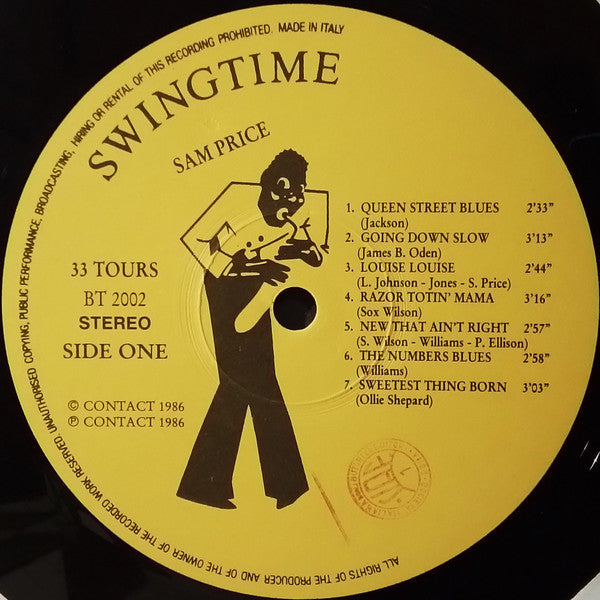 ALL RIGHTS OF THE PRODUCER AND OF THE OWNER OF THE RECORDED WORK RESERVED. UNAUTHORISED COPYING, PUBLIC PERFORMANCE, BROADCASTING, HIRING OR RENTAL OF THIS RECORDING PROHIBITED. MADE IN ITALY
SWINGTIME
SAM PRICE
33 TOURS
BT 2002
STEREO
SIDE ONE
© CONTACT 1986
℗ CONTACT 1986
1. QUEEN STREET BLUES 2'33"
(Jackson)
2. GOING DOWN SLOW 3'13"
(James B. Oden)
3. LOUISE LOUISE 2'44"
(L. Johnson - Jones - S. Price)
4. RAZOR TOTIN' MAMA 3'16"
(Sox Wilson)
5. NEW THAT AIN'T RIGHT 2'57"
(S. Wilson - Williams - P. Ellison)
6. THE NUMBERS BLUES 2'58"
(Williams)
7. SWEETEST THING BORN 3'03"
(Ollie Shepard)